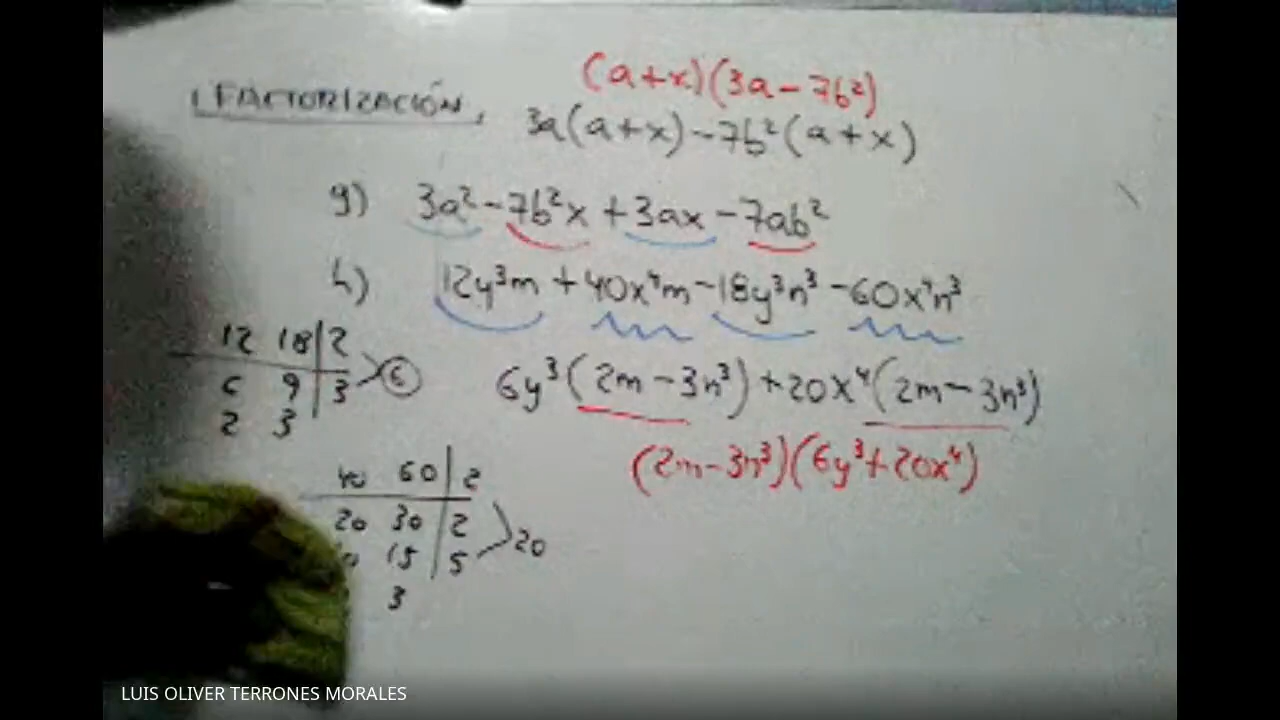 (a+x)(3a-7b²)
FACTORIZACIÓN
3a(a+x)-7b²(a+x)
g) 3a²-7b²x+3ax-7ab²
h) 12y³m+40x⁴m-18y³n³-60x⁴n³
12 18 | 2
6 9 | 3 6
2 3
6y³(2m-3n³)+20x⁴(2m-3n³)
(2m-3n³)(6y³+20x⁴)
40 60 | 2
20 30 | 2
15 | 5 20
3
LUIS OLIVER TERRONES MORALES